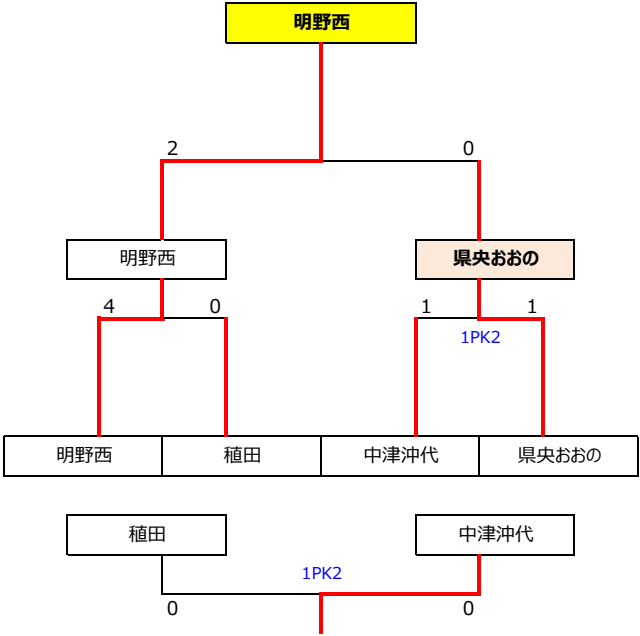 明野西
2 0
明野西 県央おおの
4 0 1 1
1PK2
明野西 稙田 中津沖代 県央おおの
稙田 中津沖代
1PK2
0 0